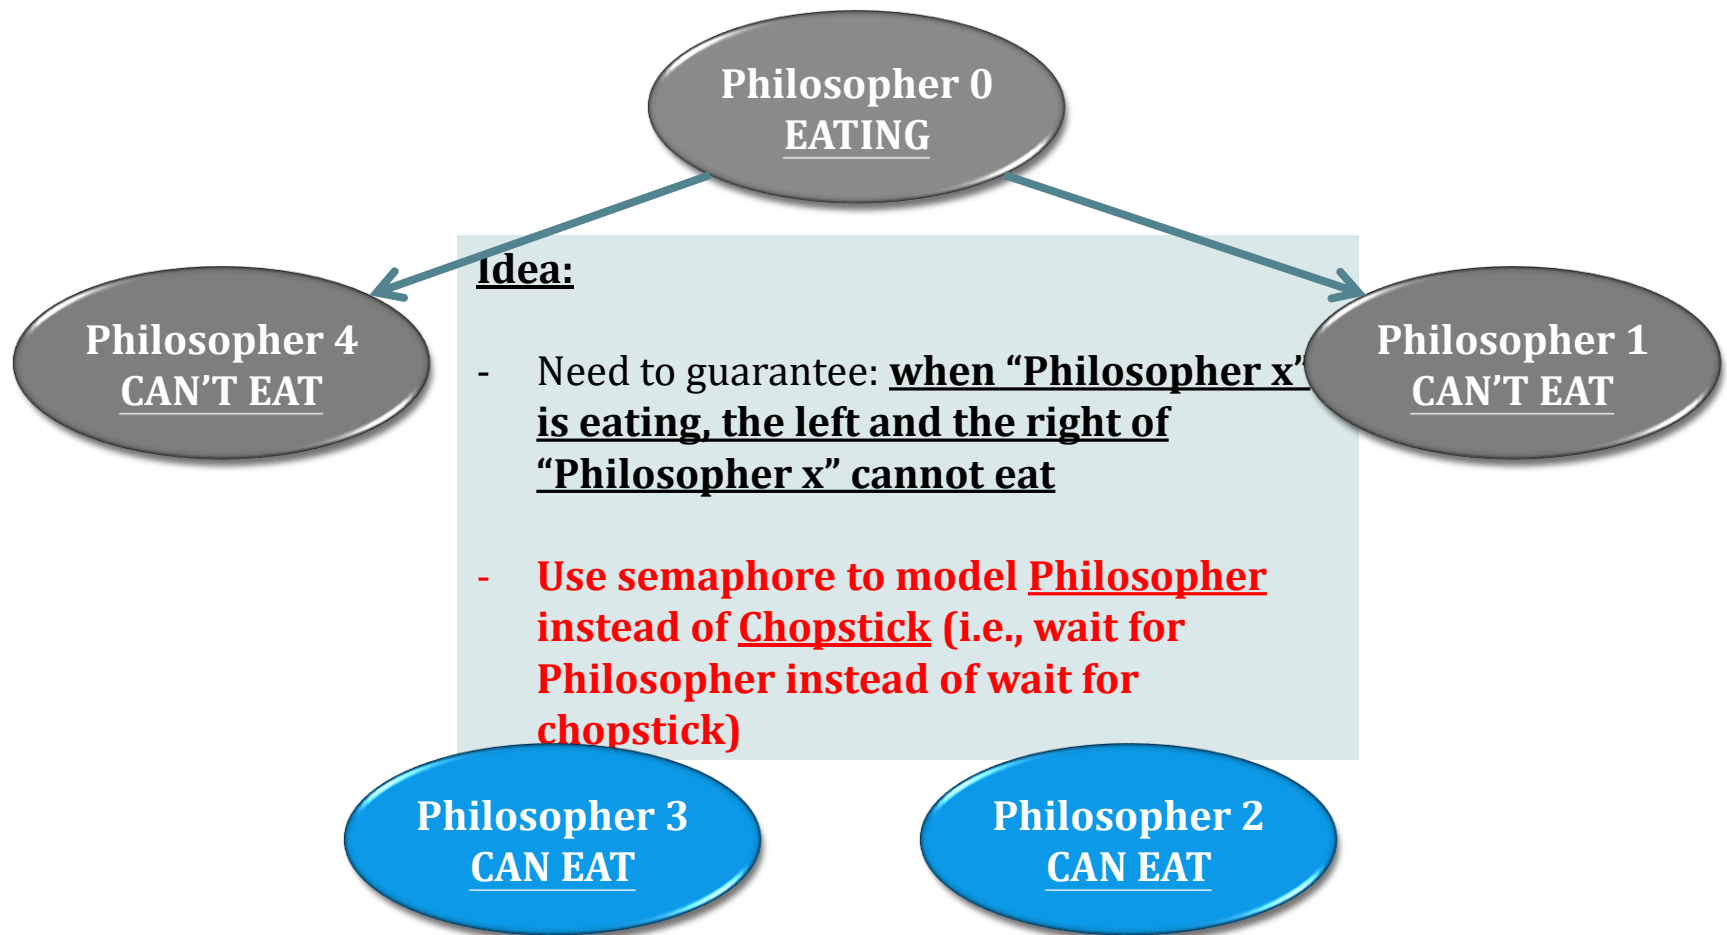 Philosopher 0
EATING
Idea:
Philosopher 4
CAN’T EAT
Philosopher 1
CAN’T EAT
- Need to guarantee: when “Philosopher x”
is eating, the left and the right of
“Philosopher x” cannot eat
- Use semaphore to model Philosopher
instead of Chopstick (i.e., wait for
Philosopher instead of wait for
chopstick)
Philosopher 3
CAN EAT
Philosopher 2
CAN EAT